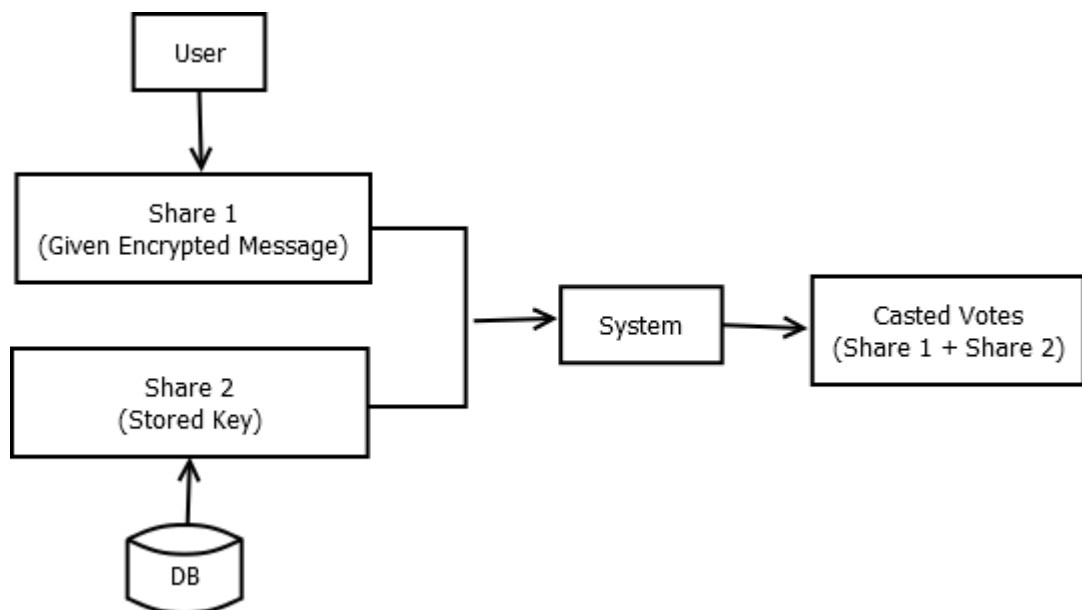 User
Share 1
(Given Encrypted Message)
System
Casted Votes
(Share 1 + Share 2)
Share 2
(Stored Key)
DB